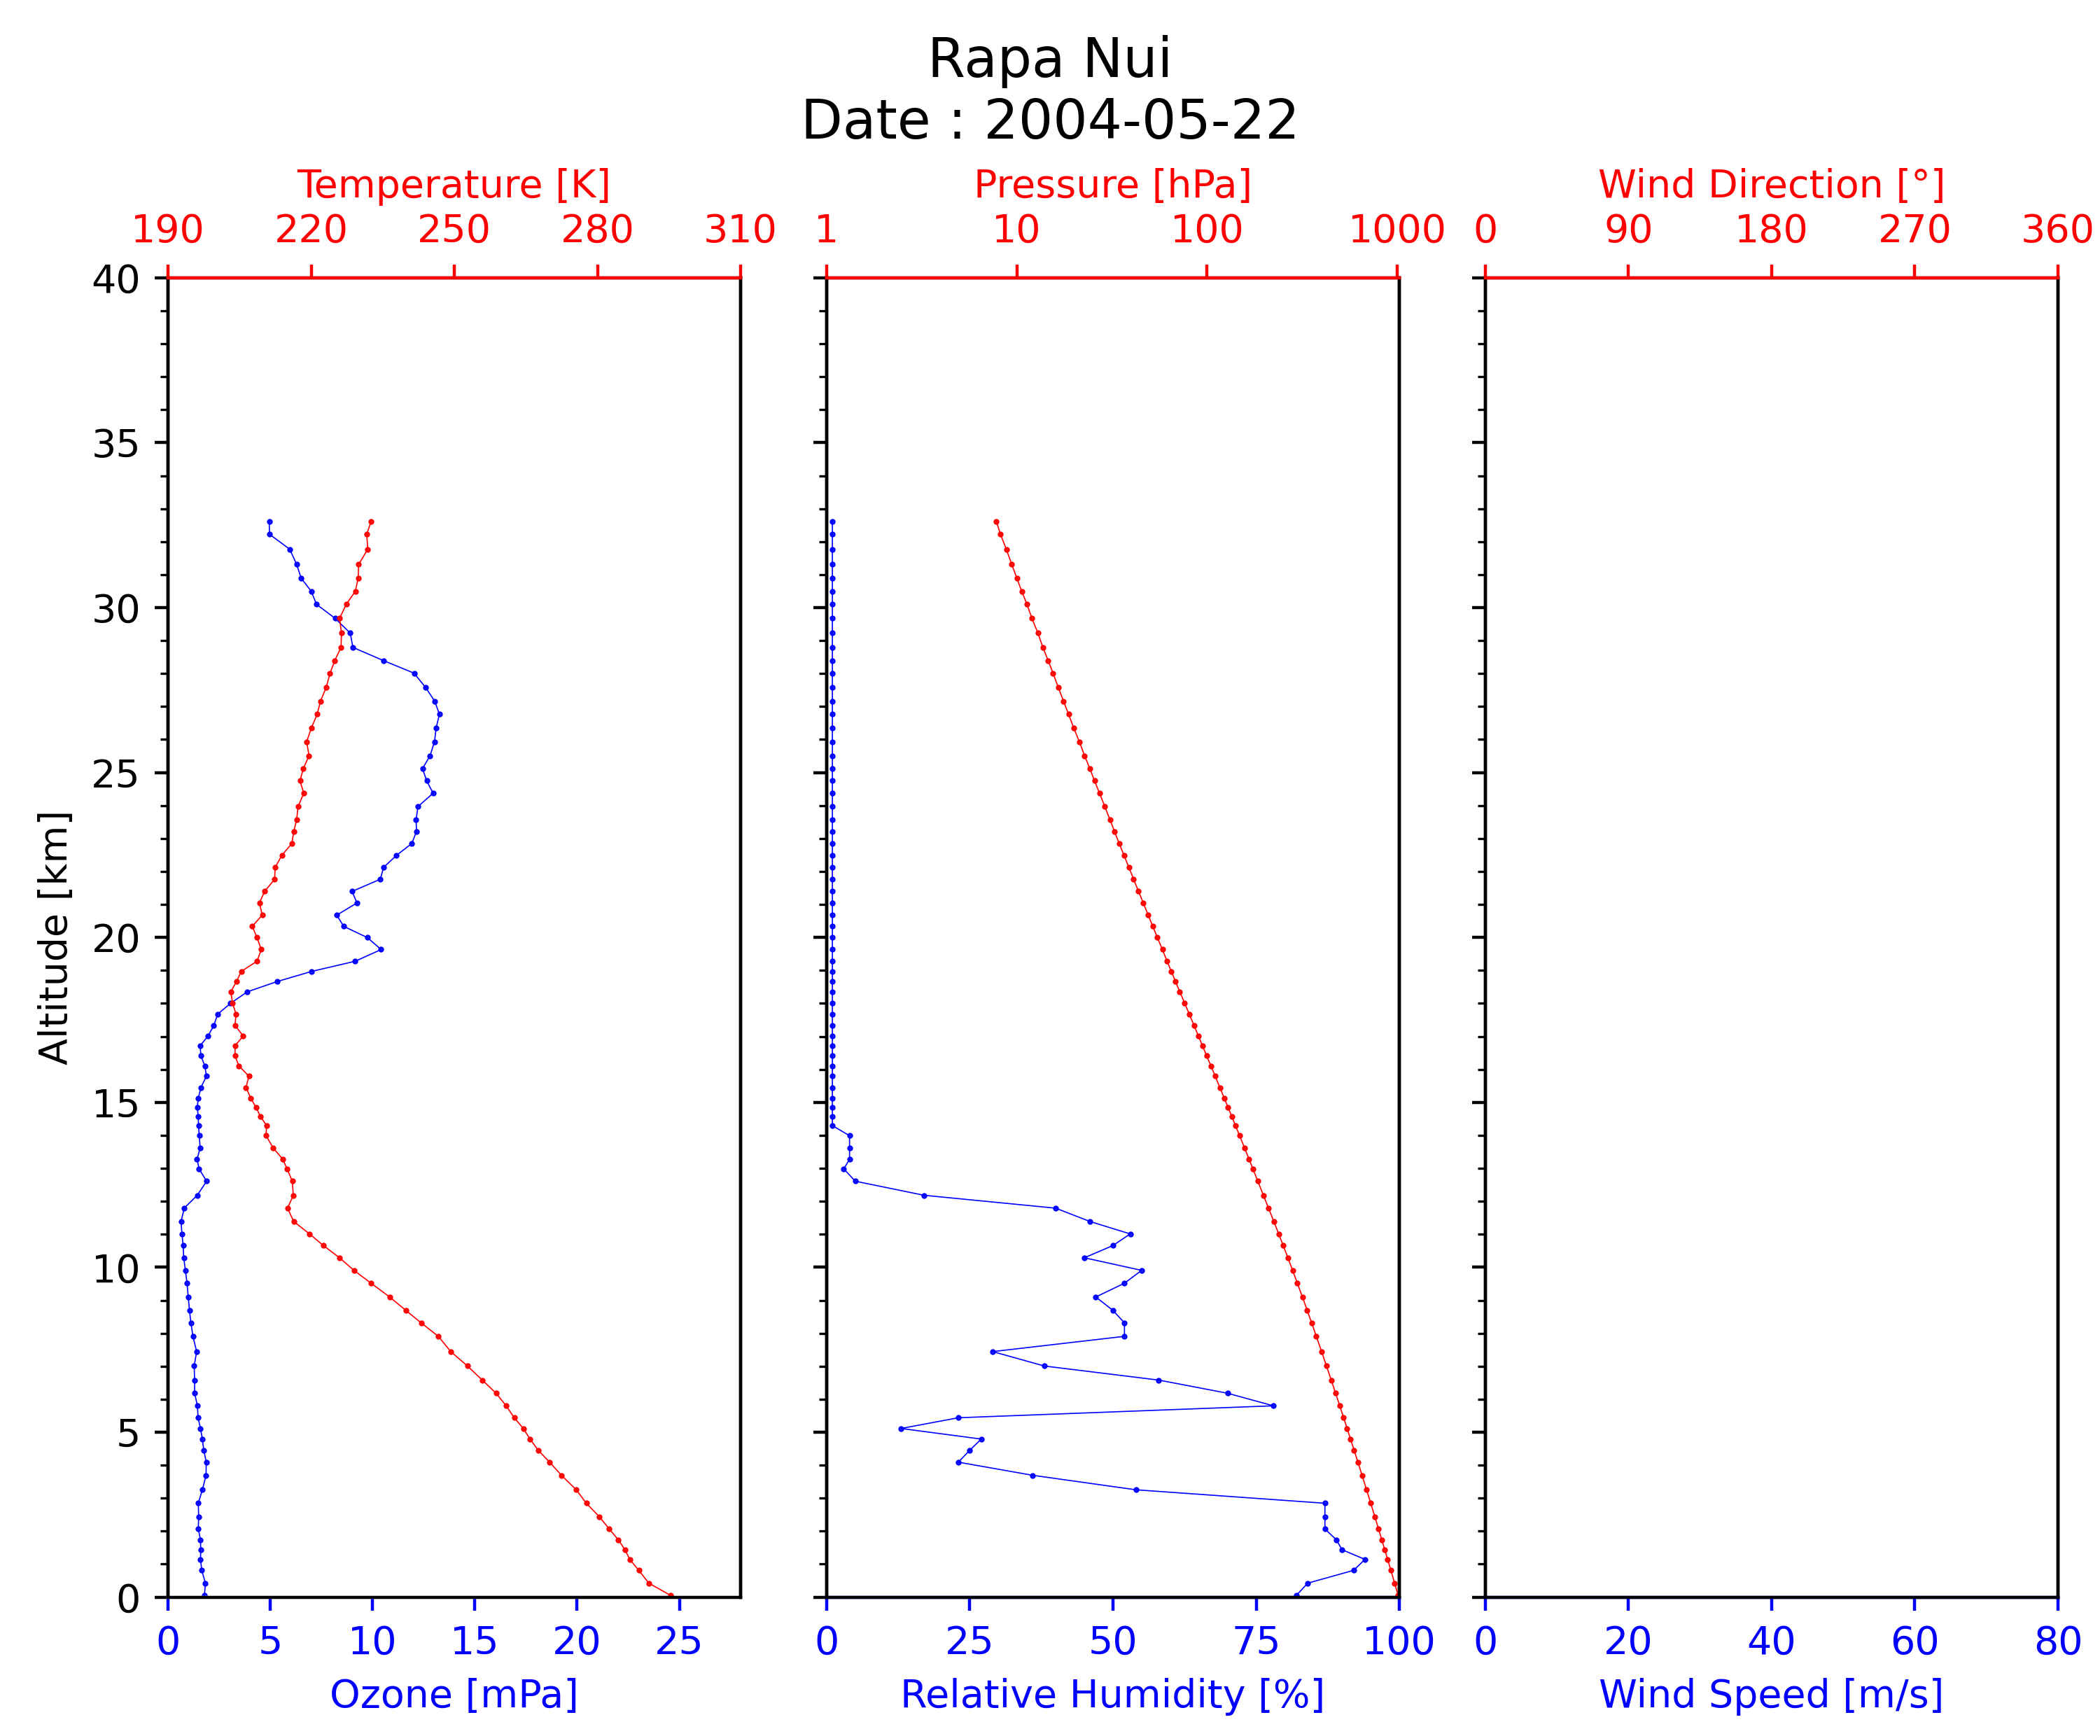 Rapa Nui
Date : 2004-05-22
Temperature [K]
190 220 250 280 310
Pressure [hPa]
1 10 100 1000
Wind Direction [°]
0 90 180 270 360
40
35
30
25
20
15
10
5
0
Altitude [km]
0 5 10 15 20 25
Ozone [mPa]
0 25 50 75 100
Relative Humidity [%]
0 20 40 60 80
Wind Speed [m/s]